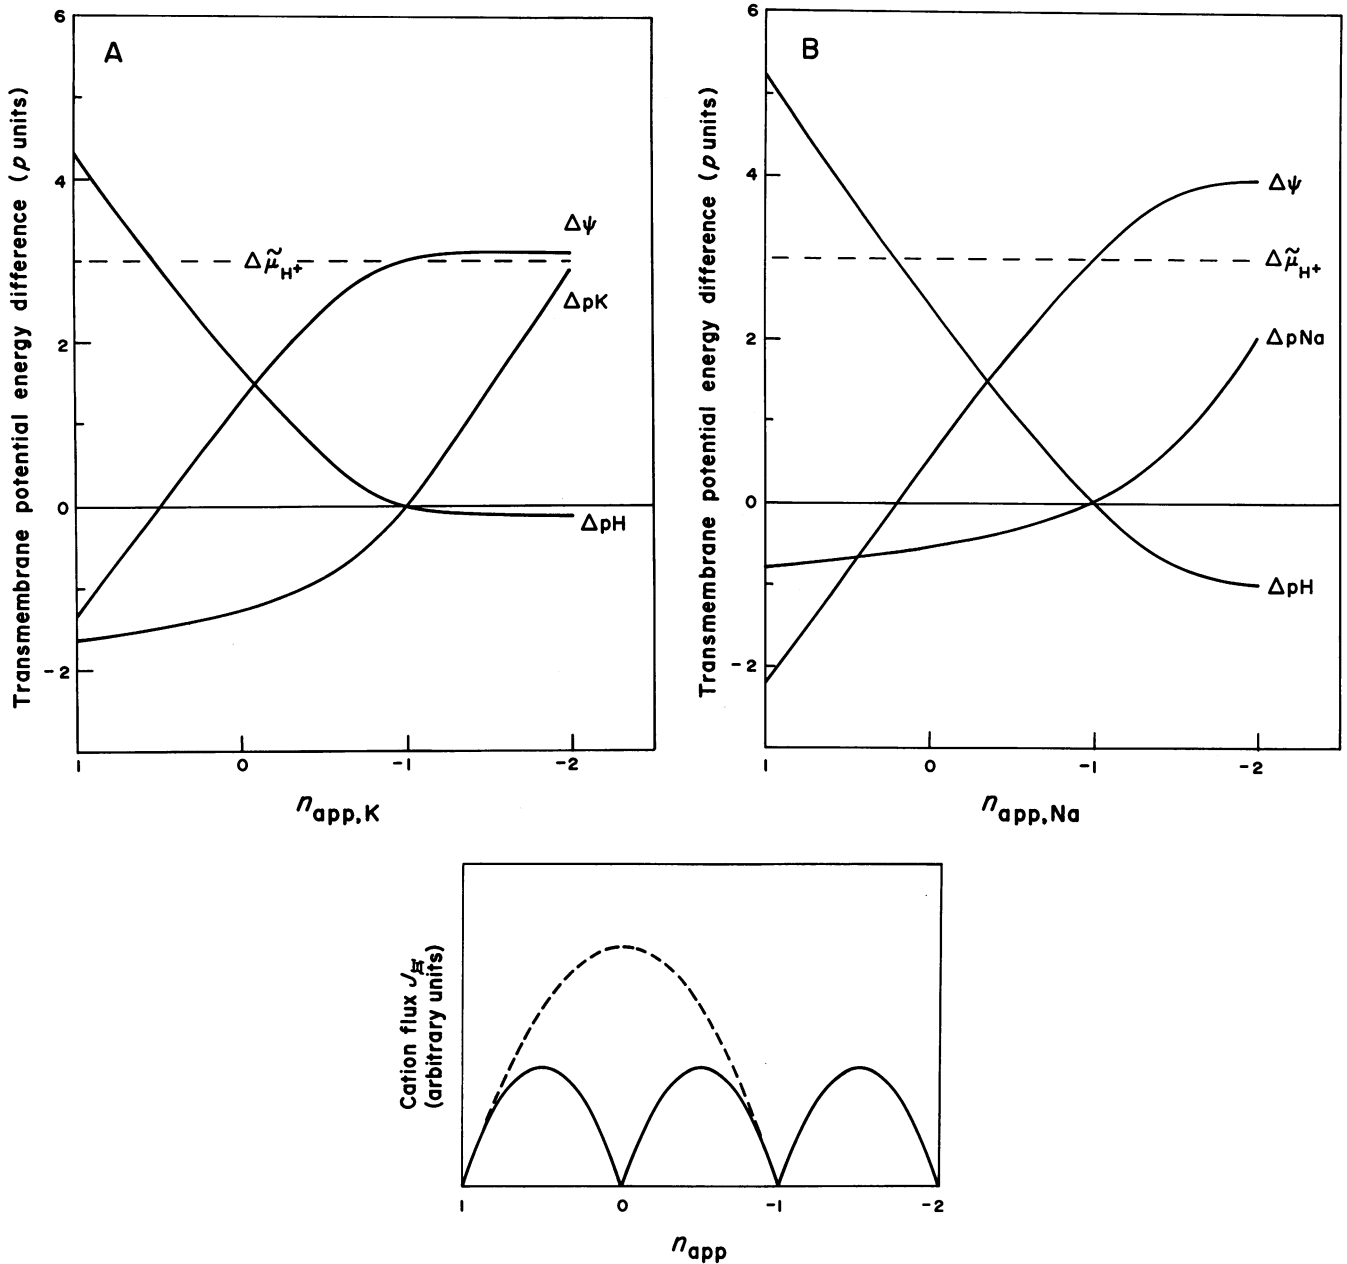 A
Transmembrane potential energy difference (p units)
6
4
2
0
-2
Δψ
Δμ̃H+
ΔpK
ΔpH
1 0 -1 -2
napp,K
B
Transmembrane potential energy difference (p units)
6
4
2
0
-2
Δψ
Δμ̃H+
ΔpNa
ΔpH
1 0 -1 -2
napp,Na
Cation flux J
(arbitrary units)
1 0 -1 -2
napp